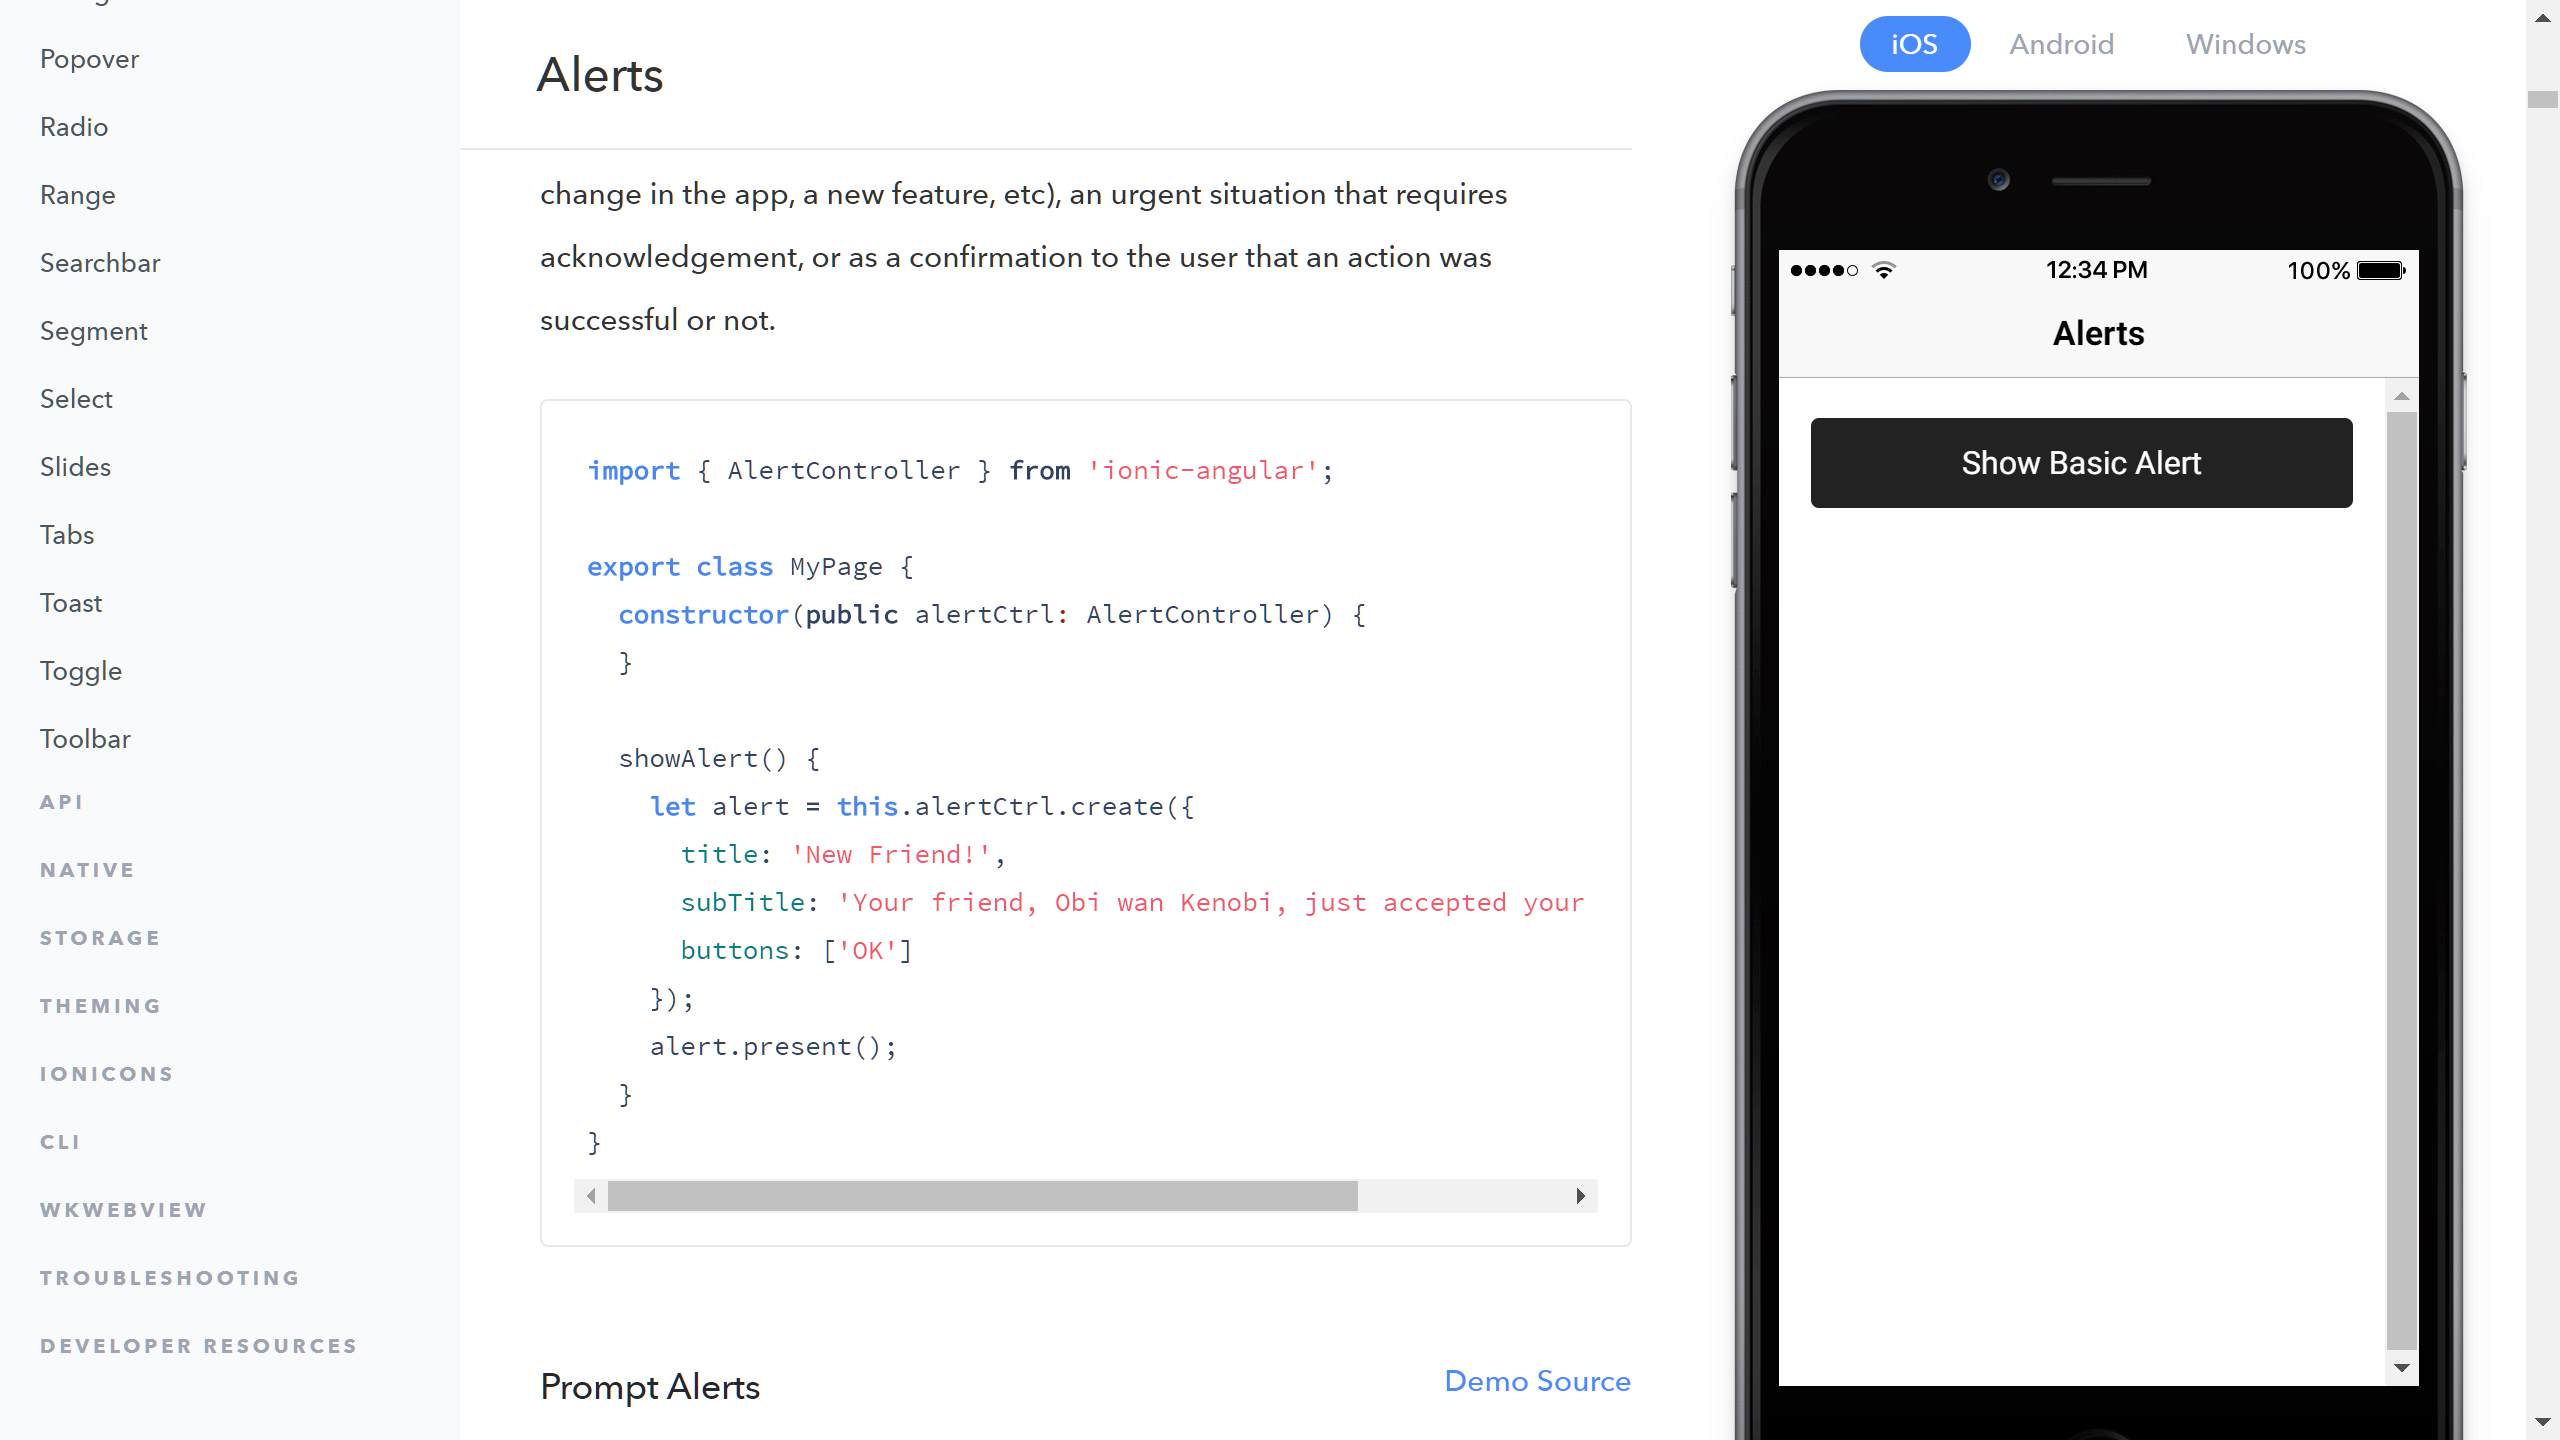 Popover
Radio
Range
Searchbar
Segment
Select
Slides
Tabs
Toast
Toggle
Toolbar
API
NATIVE
STORAGE
THEMING
IONICONS
CLI
WKWEBVIEW
TROUBLESHOOTING
DEVELOPER RESOURCES
Alerts
change in the app, a new feature, etc), an urgent situation that requires
acknowledgement, or as a confirmation to the user that an action was
successful or not.
import { AlertController } from 'ionic-angular';
export class MyPage {
constructor(public alertCtrl: AlertController) {
}
showAlert() {
let alert = this.alertCtrl.create({
title: 'New Friend!',
subTitle: 'Your friend, Obi wan Kenobi, just accepted your
buttons: ['OK']
});
alert.present();
}
}
Prompt Alerts
Demo Source
iOS
Android
Windows
12:34 PM
100%
Alerts
Show Basic Alert